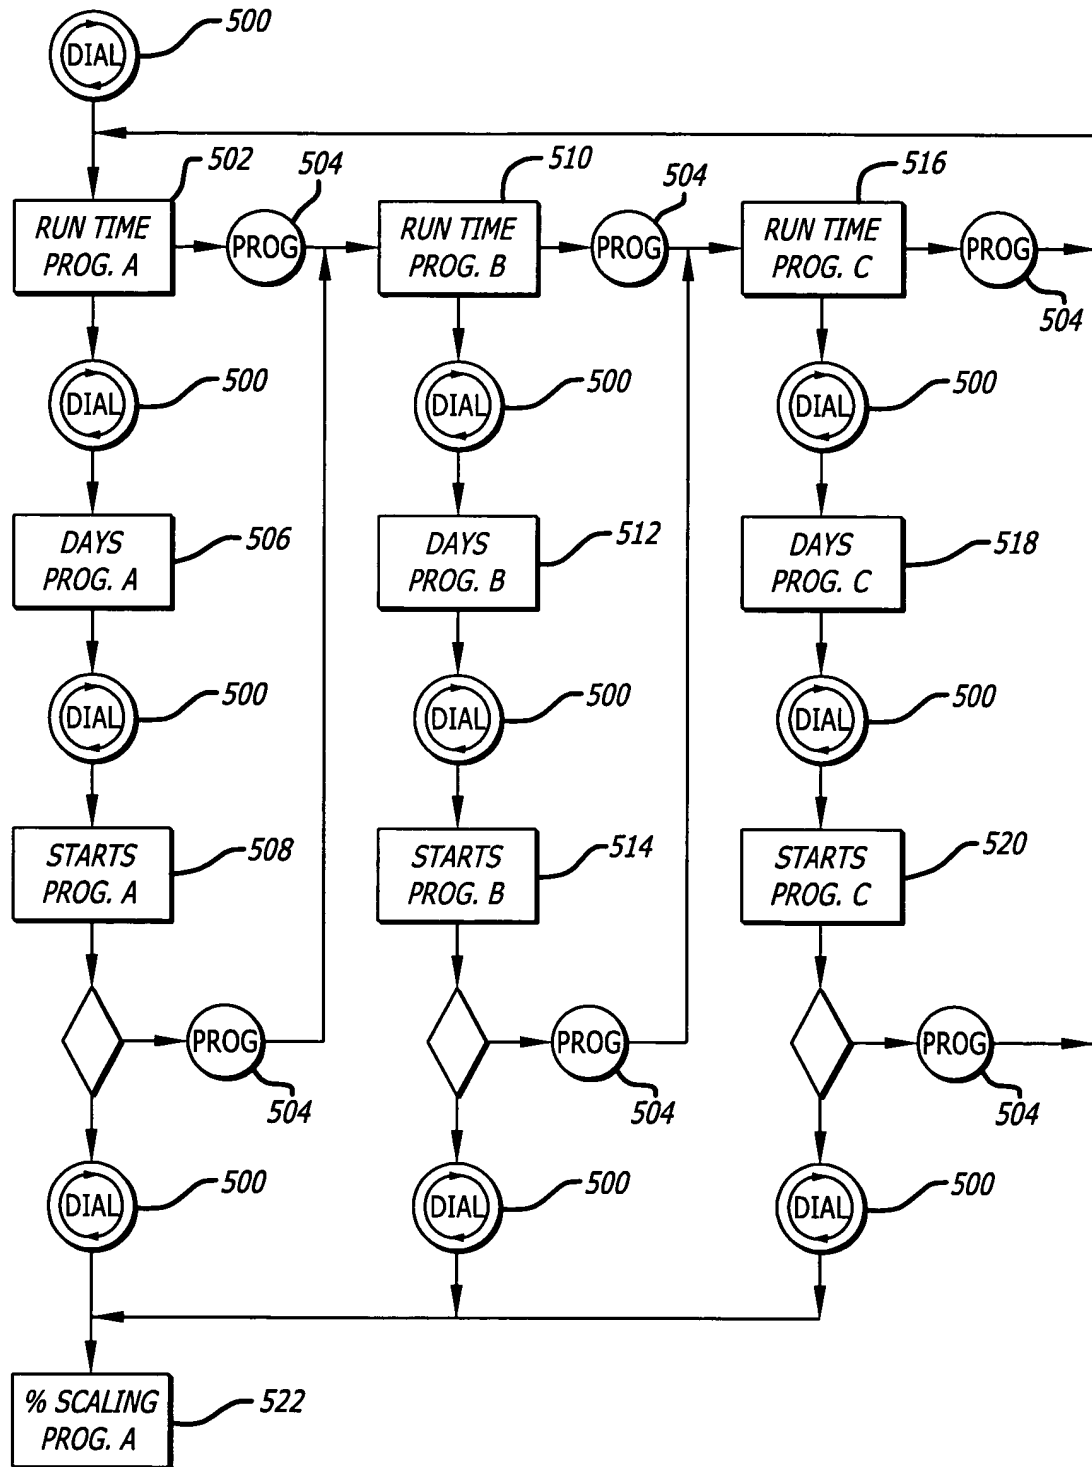 DIAL
500
502
RUN TIME
PROG. A
504
PROG
510
RUN TIME
PROG. B
504
PROG
516
RUN TIME
PROG. C
PROG
504
DIAL
500
DIAL
500
DIAL
500
DAYS
PROG. A
506
DAYS
PROG. B
512
DAYS
PROG. C
518
DIAL
500
DIAL
500
DIAL
500
STARTS
PROG. A
508
STARTS
PROG. B
514
STARTS
PROG. C
520
PROG
504
PROG
504
PROG
504
DIAL
500
DIAL
500
DIAL
500
% SCALING
PROG. A
522